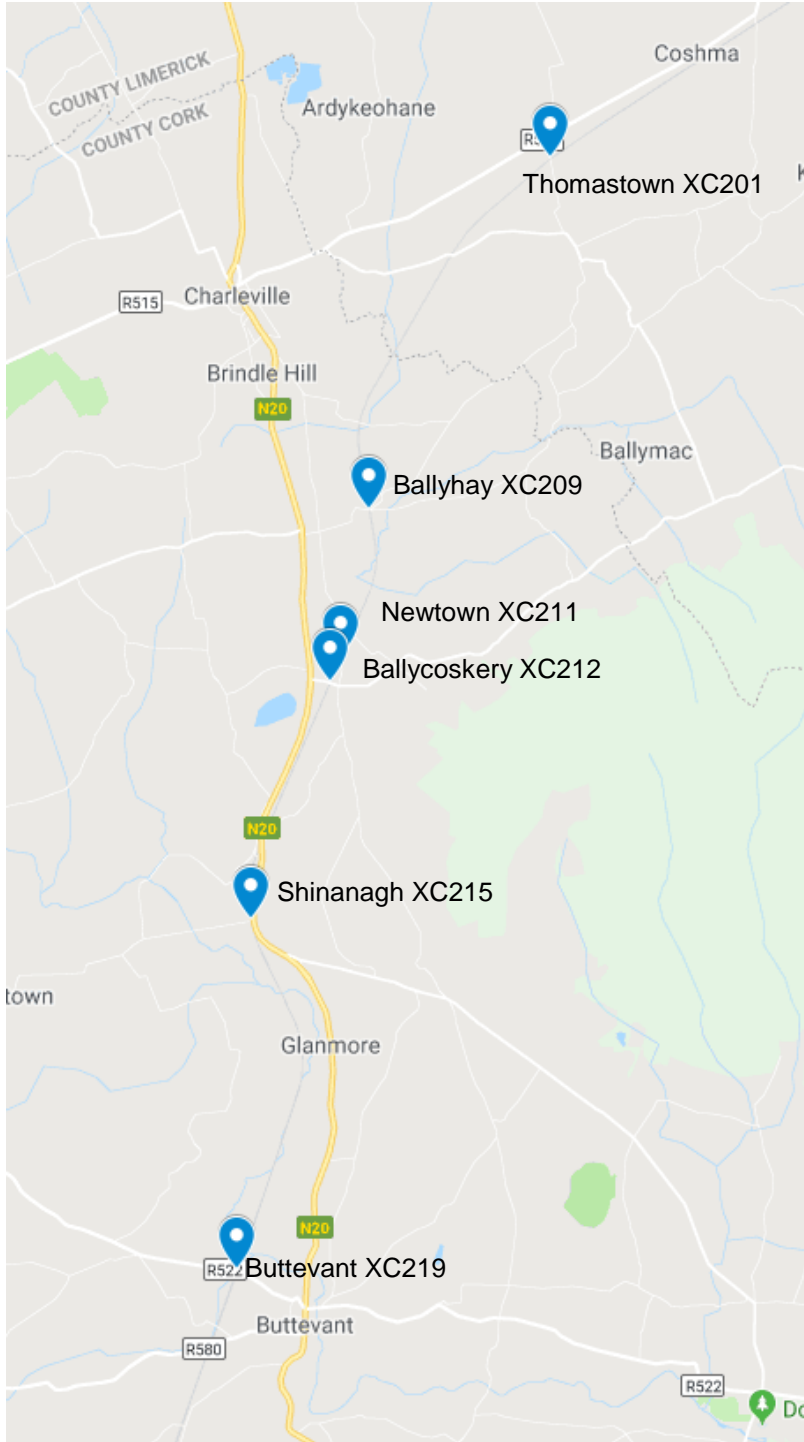 Coshma
COUNTY LIMERICK
Ardykeohane
COUNTY CORK
Thomastown XC201
Charleville
R515
Brindle Hill
N20
Ballymac
Ballyhay XC209
Newtown XC211
Ballycoskery XC212
N20
Shinanagh XC215
town
Glanmore
N20
R522
Buttevant XC219
Buttevant
R580
R522